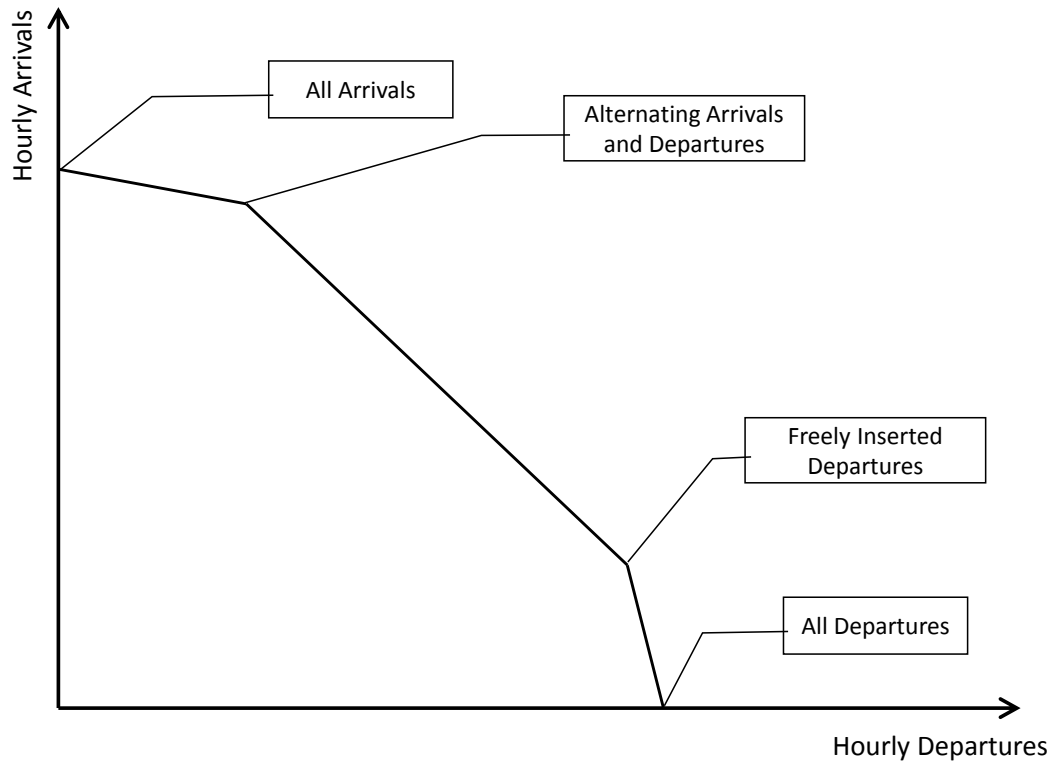 Hourly Arrivals
All Arrivals
Alternating Arrivals
and Departures
Freely Inserted
Departures
All Departures
Hourly Departures